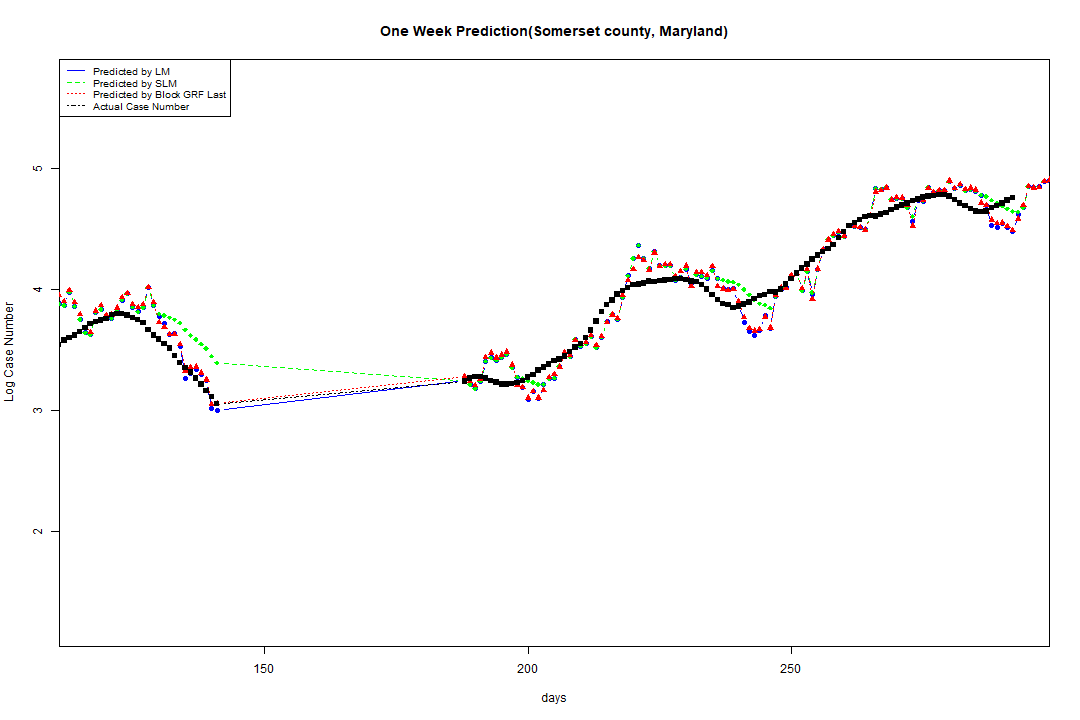 One Week Prediction(Somerset county, Maryland)
Predicted by LM
Predicted by SLM
Predicted by Block GRF Last
Actual Case Number
5
4
3
2
Log Case Number
150 200 250
days